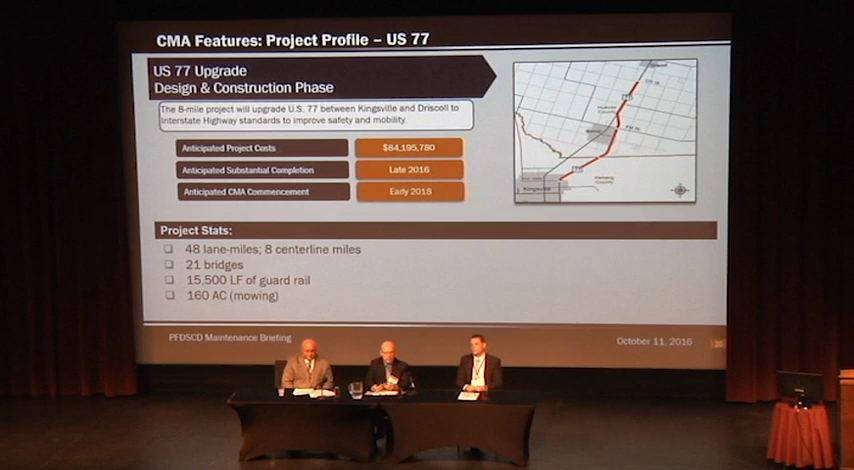 CMA Features: Project Profile – US 77
US 77 Upgrade
Design & Construction Phase
The 8-mile project will upgrade U.S. 77 between Kingsville and Driscoll to
Interstate Highway standards to improve safety and mobility.
Anticipated Project Costs
$84,195,780
Anticipated Substantial Completion
Late 2016
Anticipated CMA Commencement
Early 2018
Kingsville
County
County
Project Stats:
❑ 48 lane-miles; 8 centerline miles
❑ 21 bridges
❑ 15,500 LF of guard rail
❑ 160 AC (mowing)
PFDSCD Maintenance Briefing
October 11, 2016
20